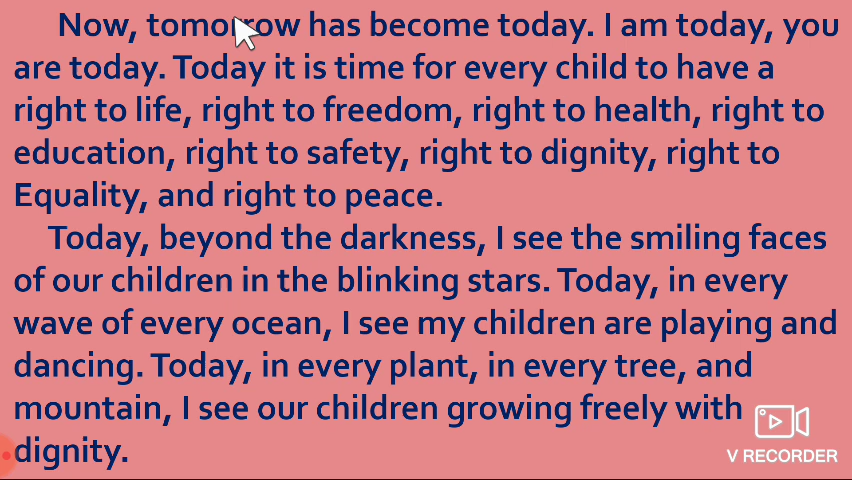 Now, tomorrow has become today. I am today, you
are today. Today it is time for every child to have a
right to life, right to freedom, right to health, right to
education, right to safety, right to dignity, right to
Equality, and right to peace.
Today, beyond the darkness, I see the smiling faces
of our children in the blinking stars. Today, in every
wave of every ocean, I see my children are playing and
dancing. Today, in every plant, in every tree, and
mountain, I see our children growing freely with
dignity.
V RECORDER